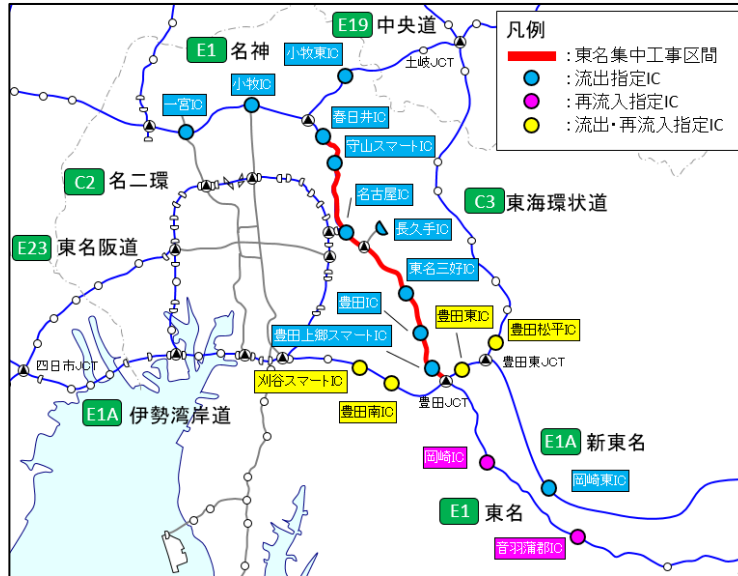 E19 中央道
E1 名神
小牧東IC
土岐JCT
小牧IC
一宮IC
凡例
：東名集中工事区間
：流出指定IC
：再流入指定IC
：流出・再流入指定IC
春日井IC
守山スマートIC
C2 名二環
名古屋IC
C3 東海環状道
長久手IC
E23 東名阪道
東名三好IC
豊田IC
豊田東IC
豊田松平IC
豊田上郷スマートIC
四日市JCT
豊田東JCT
刈谷スマートIC
豊田JCT
豊田南IC
E1A 伊勢湾岸道
E1A 新東名
岡崎IC
岡崎東IC
E1 東名
音羽蒲郡IC